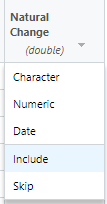 Natural
Change
(double)
Character
Numeric
Date
Include
Skip